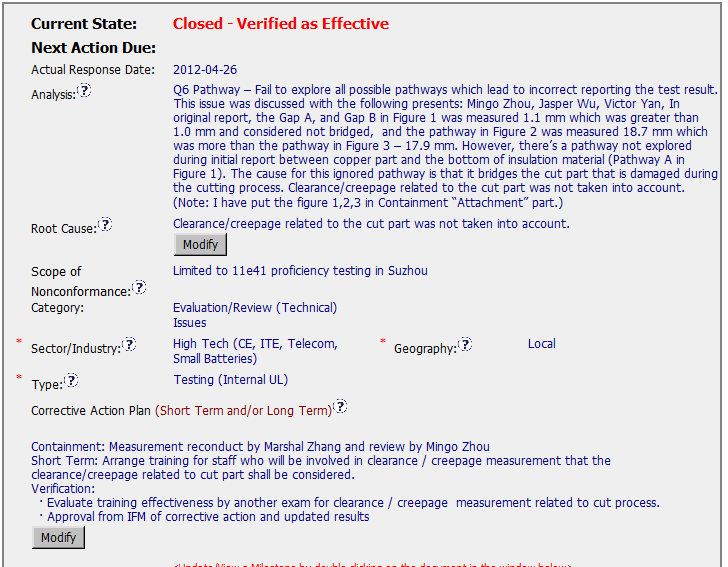 Current State: Closed - Verified as Effective
Next Action Due:
Actual Response Date: 2012-04-26
Analysis:? Q6 Pathway – Fail to explore all possible pathways which lead to incorrect reporting the test result.
This issue was discussed with the following presents: Mingo Zhou, Jasper Wu, Victor Yan, In
original report, the Gap A, and Gap B in Figure 1 was measured 1.1 mm which was greater than
1.0 mm and considered not bridged, and the pathway in Figure 2 was measured 18.7 mm which
was more than the pathway in Figure 3 – 17.9 mm. However, there's a pathway not explored
during initial report between copper part and the bottom of insulation material (Pathway A in
Figure 1). The cause for this ignored pathway is that it bridges the cut part that is damaged during
the cutting process. Clearance/creepage related to the cut part was not taken into account.
(Note: I have put the figure 1,2,3 in Containment “Attachment” part.)
Root Cause:? Clearance/creepage related to the cut part was not taken into account.
Modify
Scope of Limited to 11e41 proficiency testing in Suzhou
Nonconformance:?
Category: Evaluation/Review (Technical)
Issues
* Sector/Industry:? High Tech (CE, ITE, Telecom, * Geography:? Local
Small Batteries)
* Type:? Testing (Internal UL)
Corrective Action Plan (Short Term and/or Long Term)?
Containment: Measurement reconduct by Marshal Zhang and review by Mingo Zhou
Short Term: Arrange training for staff who will be involved in clearance / creepage measurement that the
clearance/creepage related to cut part shall be considered.
Verification:
· Evaluate training effectiveness by another exam for clearance / creepage measurement related to cut process.
· Approval from IFM of corrective action and updated results
Modify
<Update/View a Milestone by double clicking on the document in the window below>